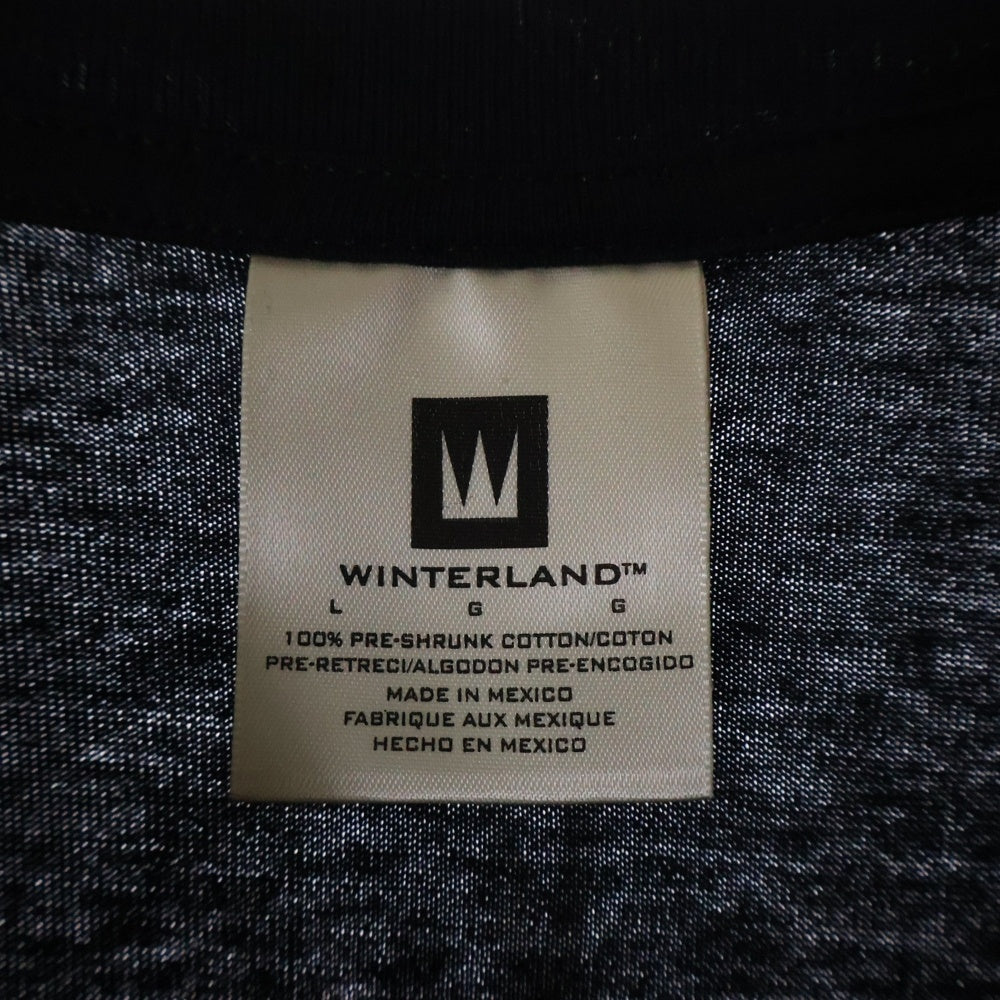 W
WINTERLAND™
L G G
100% PRE-SHRUNK COTTON/COTON
PRE-RETRECI/ALGODON PRE-ENCOGIDO
MADE IN MEXICO
FABRIQUE AUX MEXIQUE
HECHO EN MEXICO